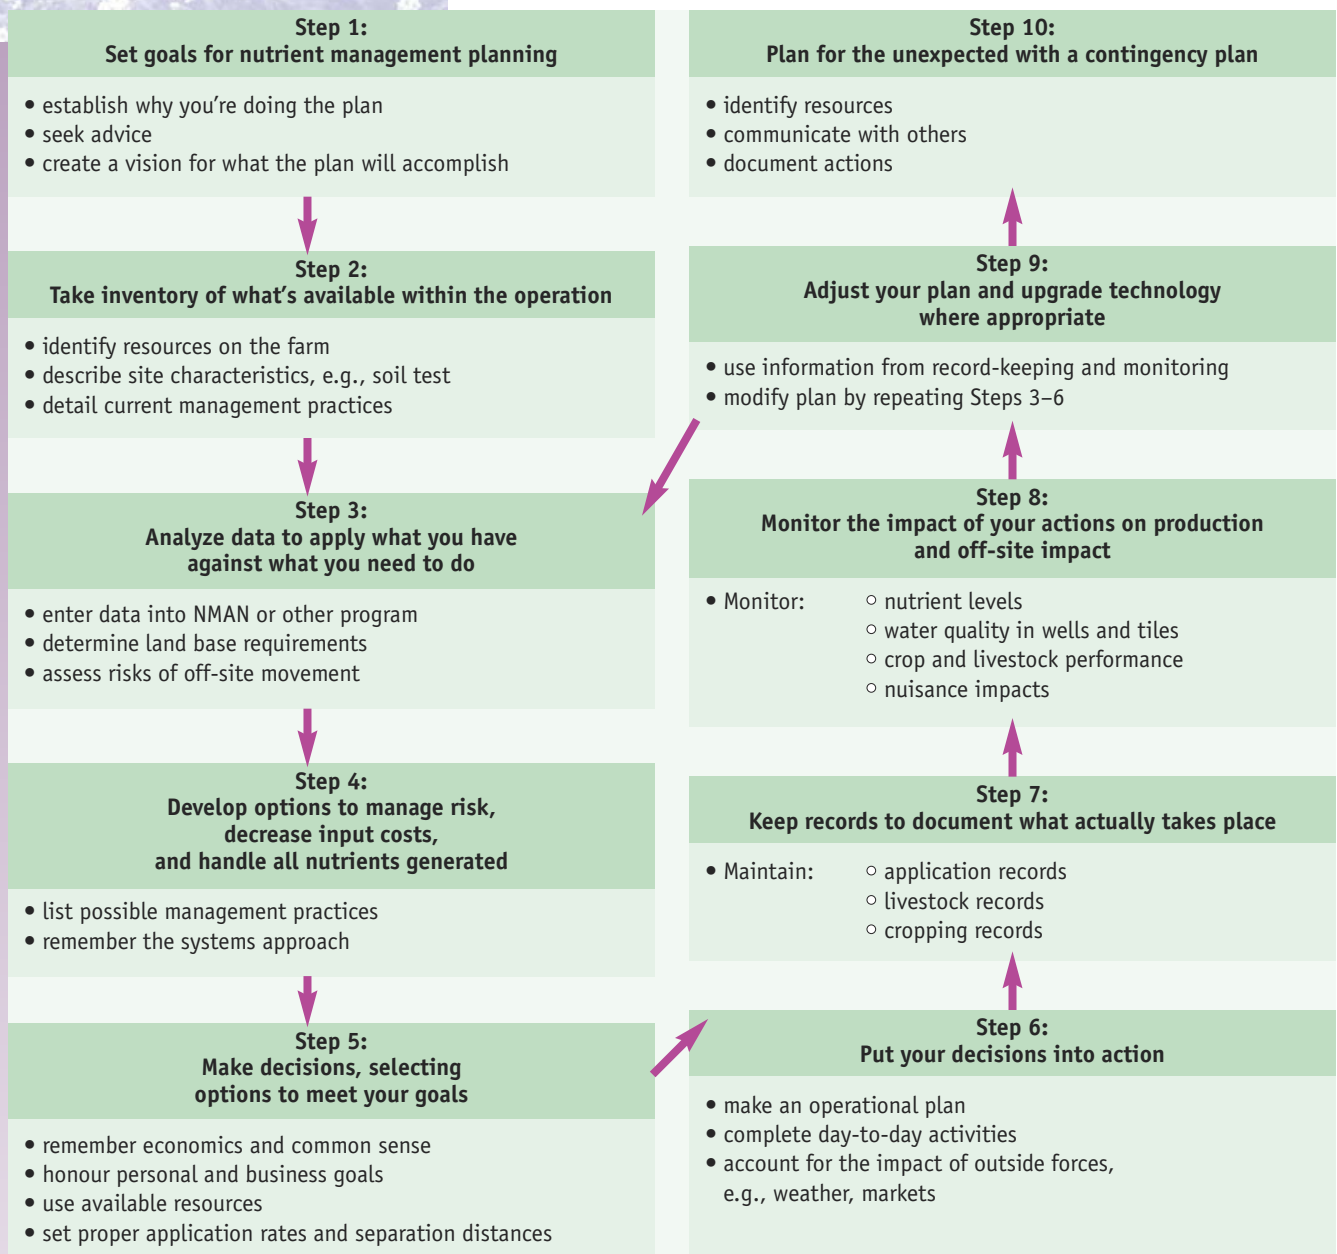 Step 1:
Set goals for nutrient management planning
• establish why you’re doing the plan
• seek advice
• create a vision for what the plan will accomplish
Step 2:
Take inventory of what’s available within the operation
• identify resources on the farm
• describe site characteristics, e.g., soil test
• detail current management practices
Step 3:
Analyze data to apply what you have
against what you need to do
• enter data into NMAN or other program
• determine land base requirements
• assess risks of off-site movement
Step 4:
Develop options to manage risk,
decrease input costs,
and handle all nutrients generated
• list possible management practices
• remember the systems approach
Step 5:
Make decisions, selecting
options to meet your goals
• remember economics and common sense
• honour personal and business goals
• use available resources
• set proper application rates and separation distances
Step 6:
Put your decisions into action
• make an operational plan
• complete day-to-day activities
• account for the impact of outside forces,
e.g., weather, markets
Step 7:
Keep records to document what actually takes place
• Maintain: ○ application records
○ livestock records
○ cropping records
Step 8:
Monitor the impact of your actions on production
and off-site impact
• Monitor: ○ nutrient levels
○ water quality in wells and tiles
○ crop and livestock performance
○ nuisance impacts
Step 9:
Adjust your plan and upgrade technology
where appropriate
• use information from record-keeping and monitoring
• modify plan by repeating Steps 3–6
Step 10:
Plan for the unexpected with a contingency plan
• identify resources
• communicate with others
• document actions